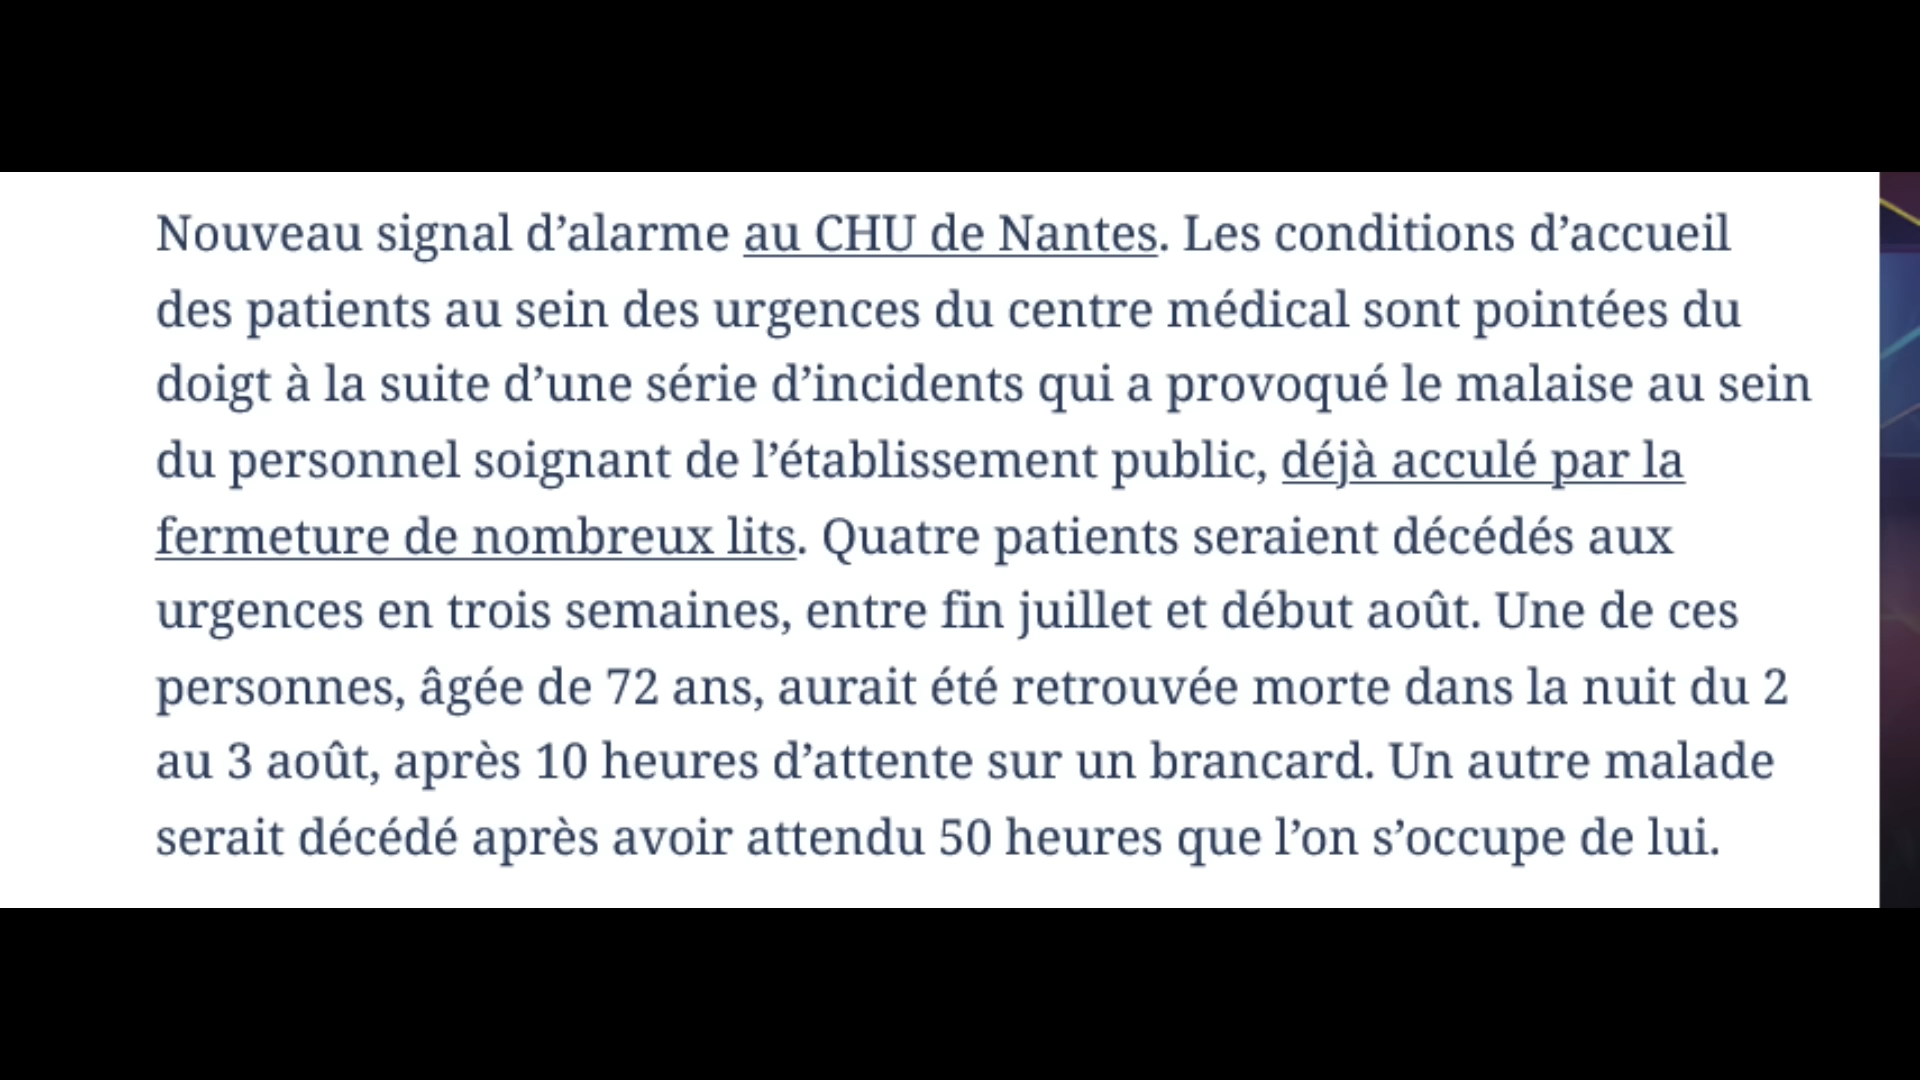 Nouveau signal d’alarme au CHU de Nantes. Les conditions d’accueil
des patients au sein des urgences du centre médical sont pointées du
doigt à la suite d’une série d’incidents qui a provoqué le malaise au sein
du personnel soignant de l’établissement public, déjà acculé par la
fermeture de nombreux lits. Quatre patients seraient décédés aux
urgences en trois semaines, entre fin juillet et début août. Une de ces
personnes, âgée de 72 ans, aurait été retrouvée morte dans la nuit du 2
au 3 août, après 10 heures d’attente sur un brancard. Un autre malade
serait décédé après avoir attendu 50 heures que l’on s’occupe de lui.